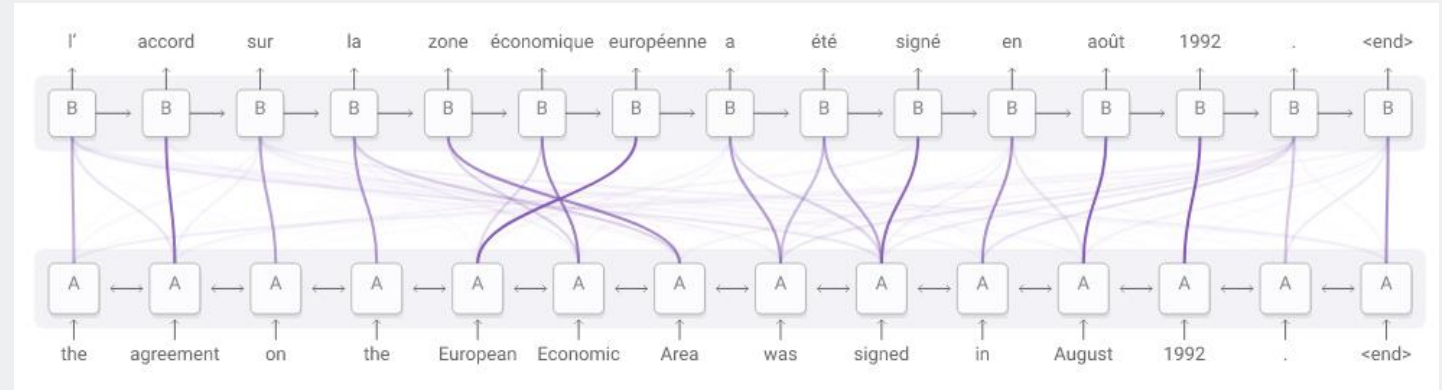 l' accord sur la zone économique européenne a été signé en août 1992 . <end>
B B B B B B B B B B B B B B B
A A A A A A A A A A A A A A
the agreement on the European Economic Area was signed in August 1992 . <end>